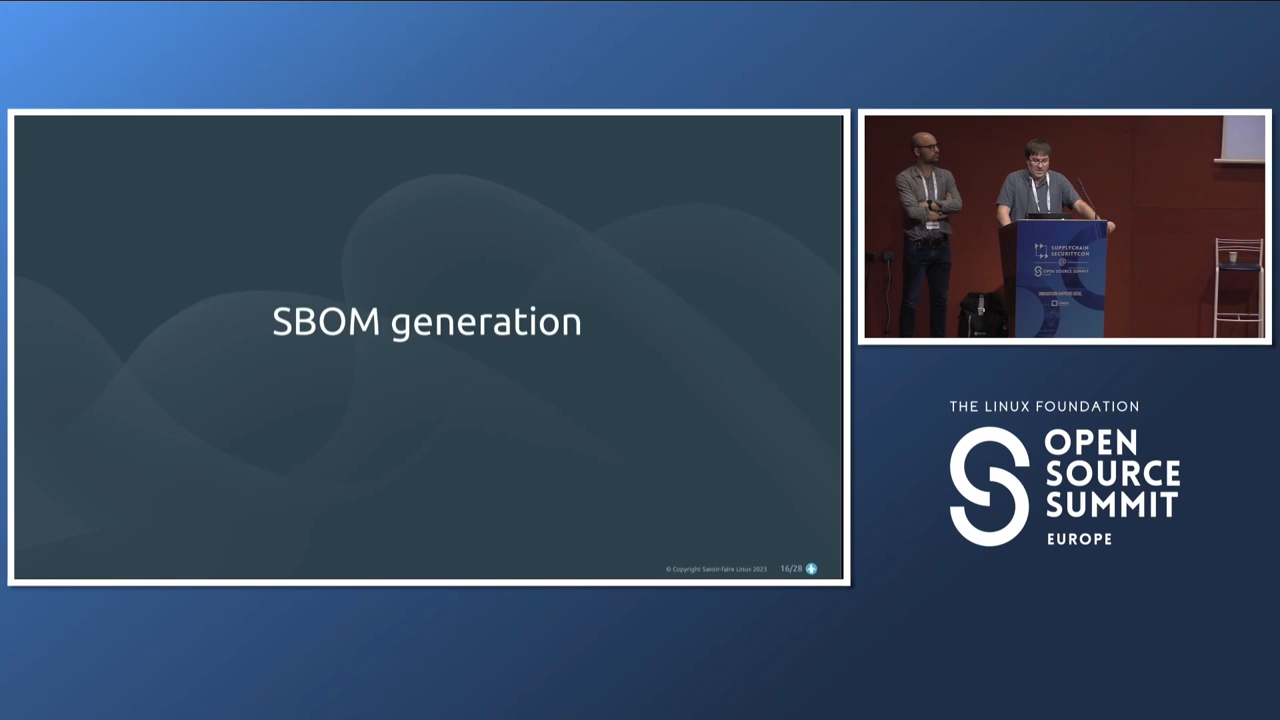 SBOM generation
© Copyright Savoir-faire Linux 2023 16/28
SUPPLYCHAIN
SECURITYCON
@
OPEN SOURCE SUMMIT
THE LINUX FOUNDATION
OPEN
SOURCE
SUMMIT
EUROPE